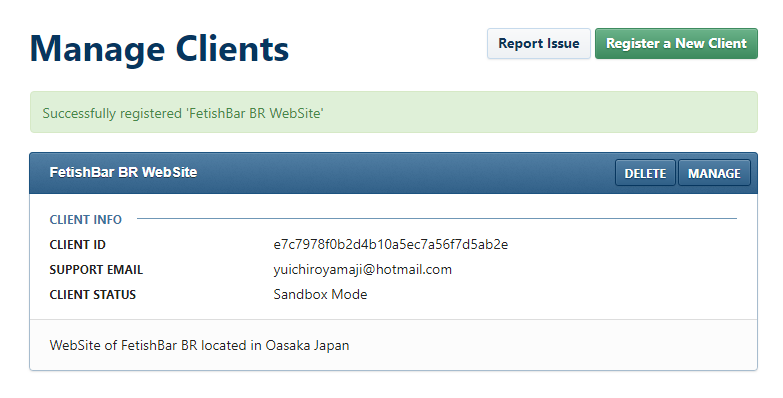 Manage Clients
Report Issue
Register a New Client
Successfully registered 'FetishBar BR WebSite'
FetishBar BR WebSite
DELETE
MANAGE
CLIENT INFO
CLIENT ID e7c7978f0b2d4b10a5ec7a56f7d5ab2e
SUPPORT EMAIL yuichiroyamaji@hotmail.com
CLIENT STATUS Sandbox Mode
WebSite of FetishBar BR located in Oasaka Japan